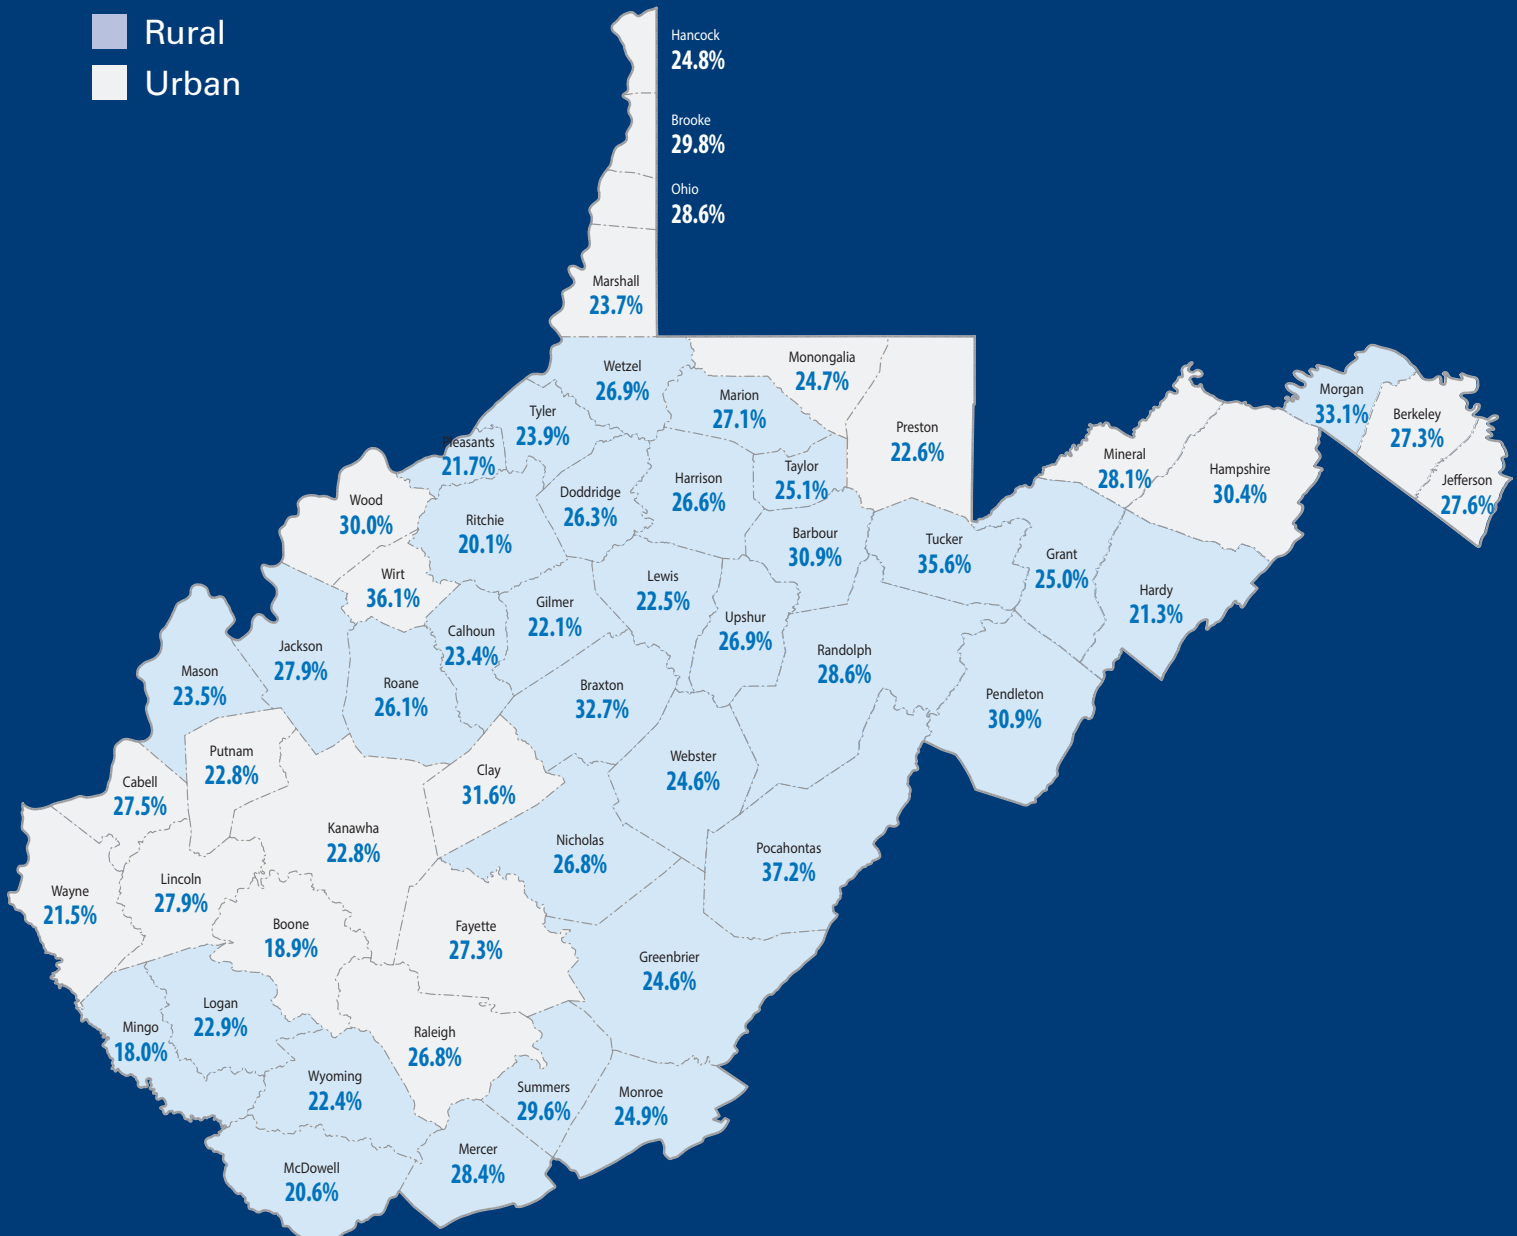 Rural
Urban
Hancock
24.8%
Brooke
29.8%
Ohio
28.6%
Marshall
23.7%
Wetzel
26.9%
Monongalia
24.7%
Marion
27.1%
Preston
22.6%
Tyler
23.9%
Pleasants
21.7%
Doddridge
26.3%
Harrison
26.6%
Taylor
25.1%
Morgan
33.1%
Berkeley
27.3%
Jefferson
27.6%
Mineral
28.1%
Hampshire
30.4%
Wood
30.0%
Ritchie
20.1%
Barbour
30.9%
Tucker
35.6%
Grant
25.0%
Hardy
21.3%
Wirt
36.1%
Gilmer
22.1%
Lewis
22.5%
Upshur
26.9%
Calhoun
23.4%
Jackson
27.9%
Mason
23.5%
Roane
26.1%
Braxton
32.7%
Randolph
28.6%
Pendleton
30.9%
Putnam
22.8%
Cabell
27.5%
Clay
31.6%
Webster
24.6%
Kanawha
22.8%
Nicholas
26.8%
Pocahontas
37.2%
Wayne
21.5%
Lincoln
27.9%
Boone
18.9%
Fayette
27.3%
Greenbrier
24.6%
Logan
22.9%
Mingo
18.0%
Raleigh
26.8%
Wyoming
22.4%
Summers
29.6%
Monroe
24.9%
McDowell
20.6%
Mercer
28.4%